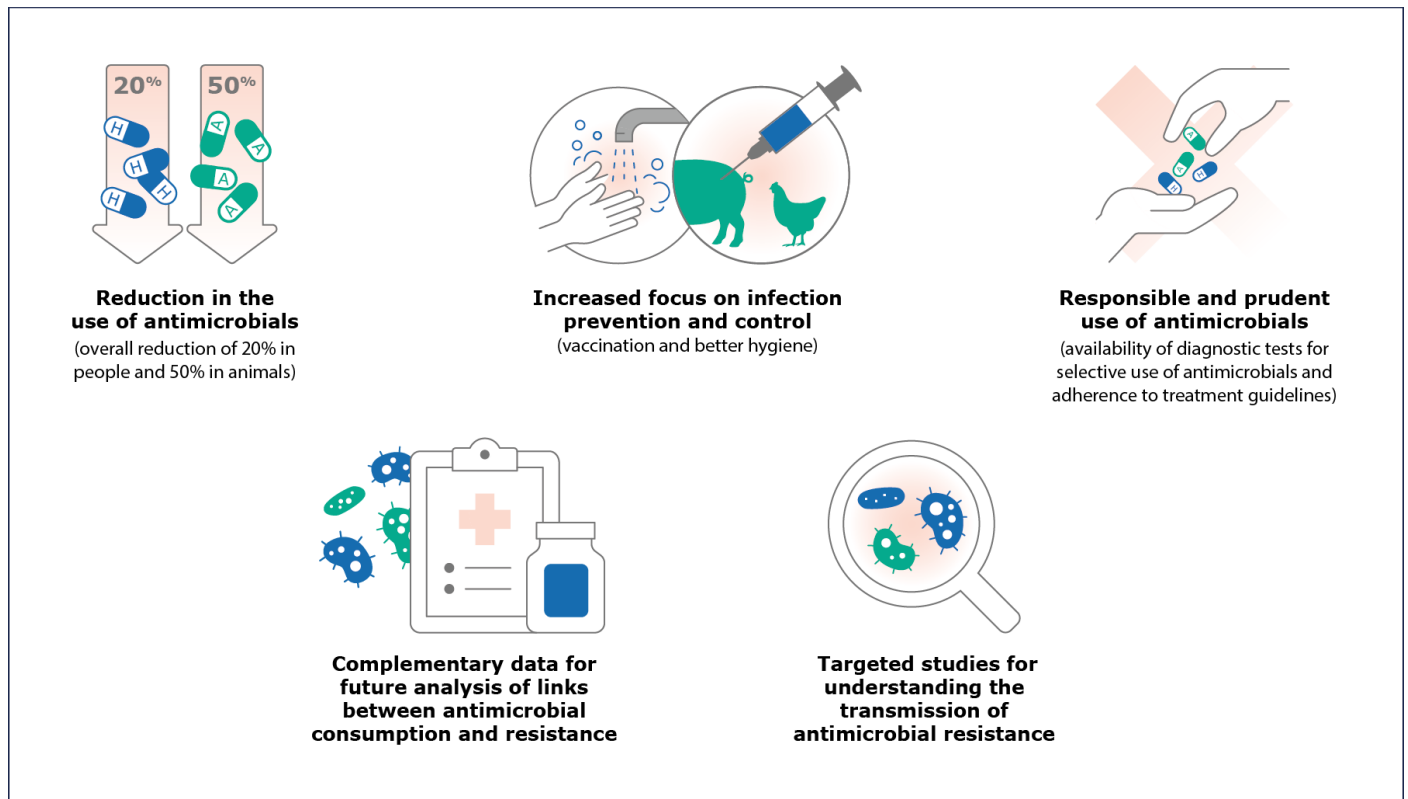 20%
50%
H
H
H
H
A
A
A
A
A
A
H
H
Reduction in the
use of antimicrobials
(overall reduction of 20% in
people and 50% in animals)
Increased focus on infection
prevention and control
(vaccination and better hygiene)
Responsible and prudent
use of antimicrobials
(availability of diagnostic tests for
selective use of antimicrobials and
adherence to treatment guidelines)
Complementary data for
future analysis of links
between antimicrobial
consumption and resistance
Targeted studies for
understanding the
transmission of
antimicrobial resistance